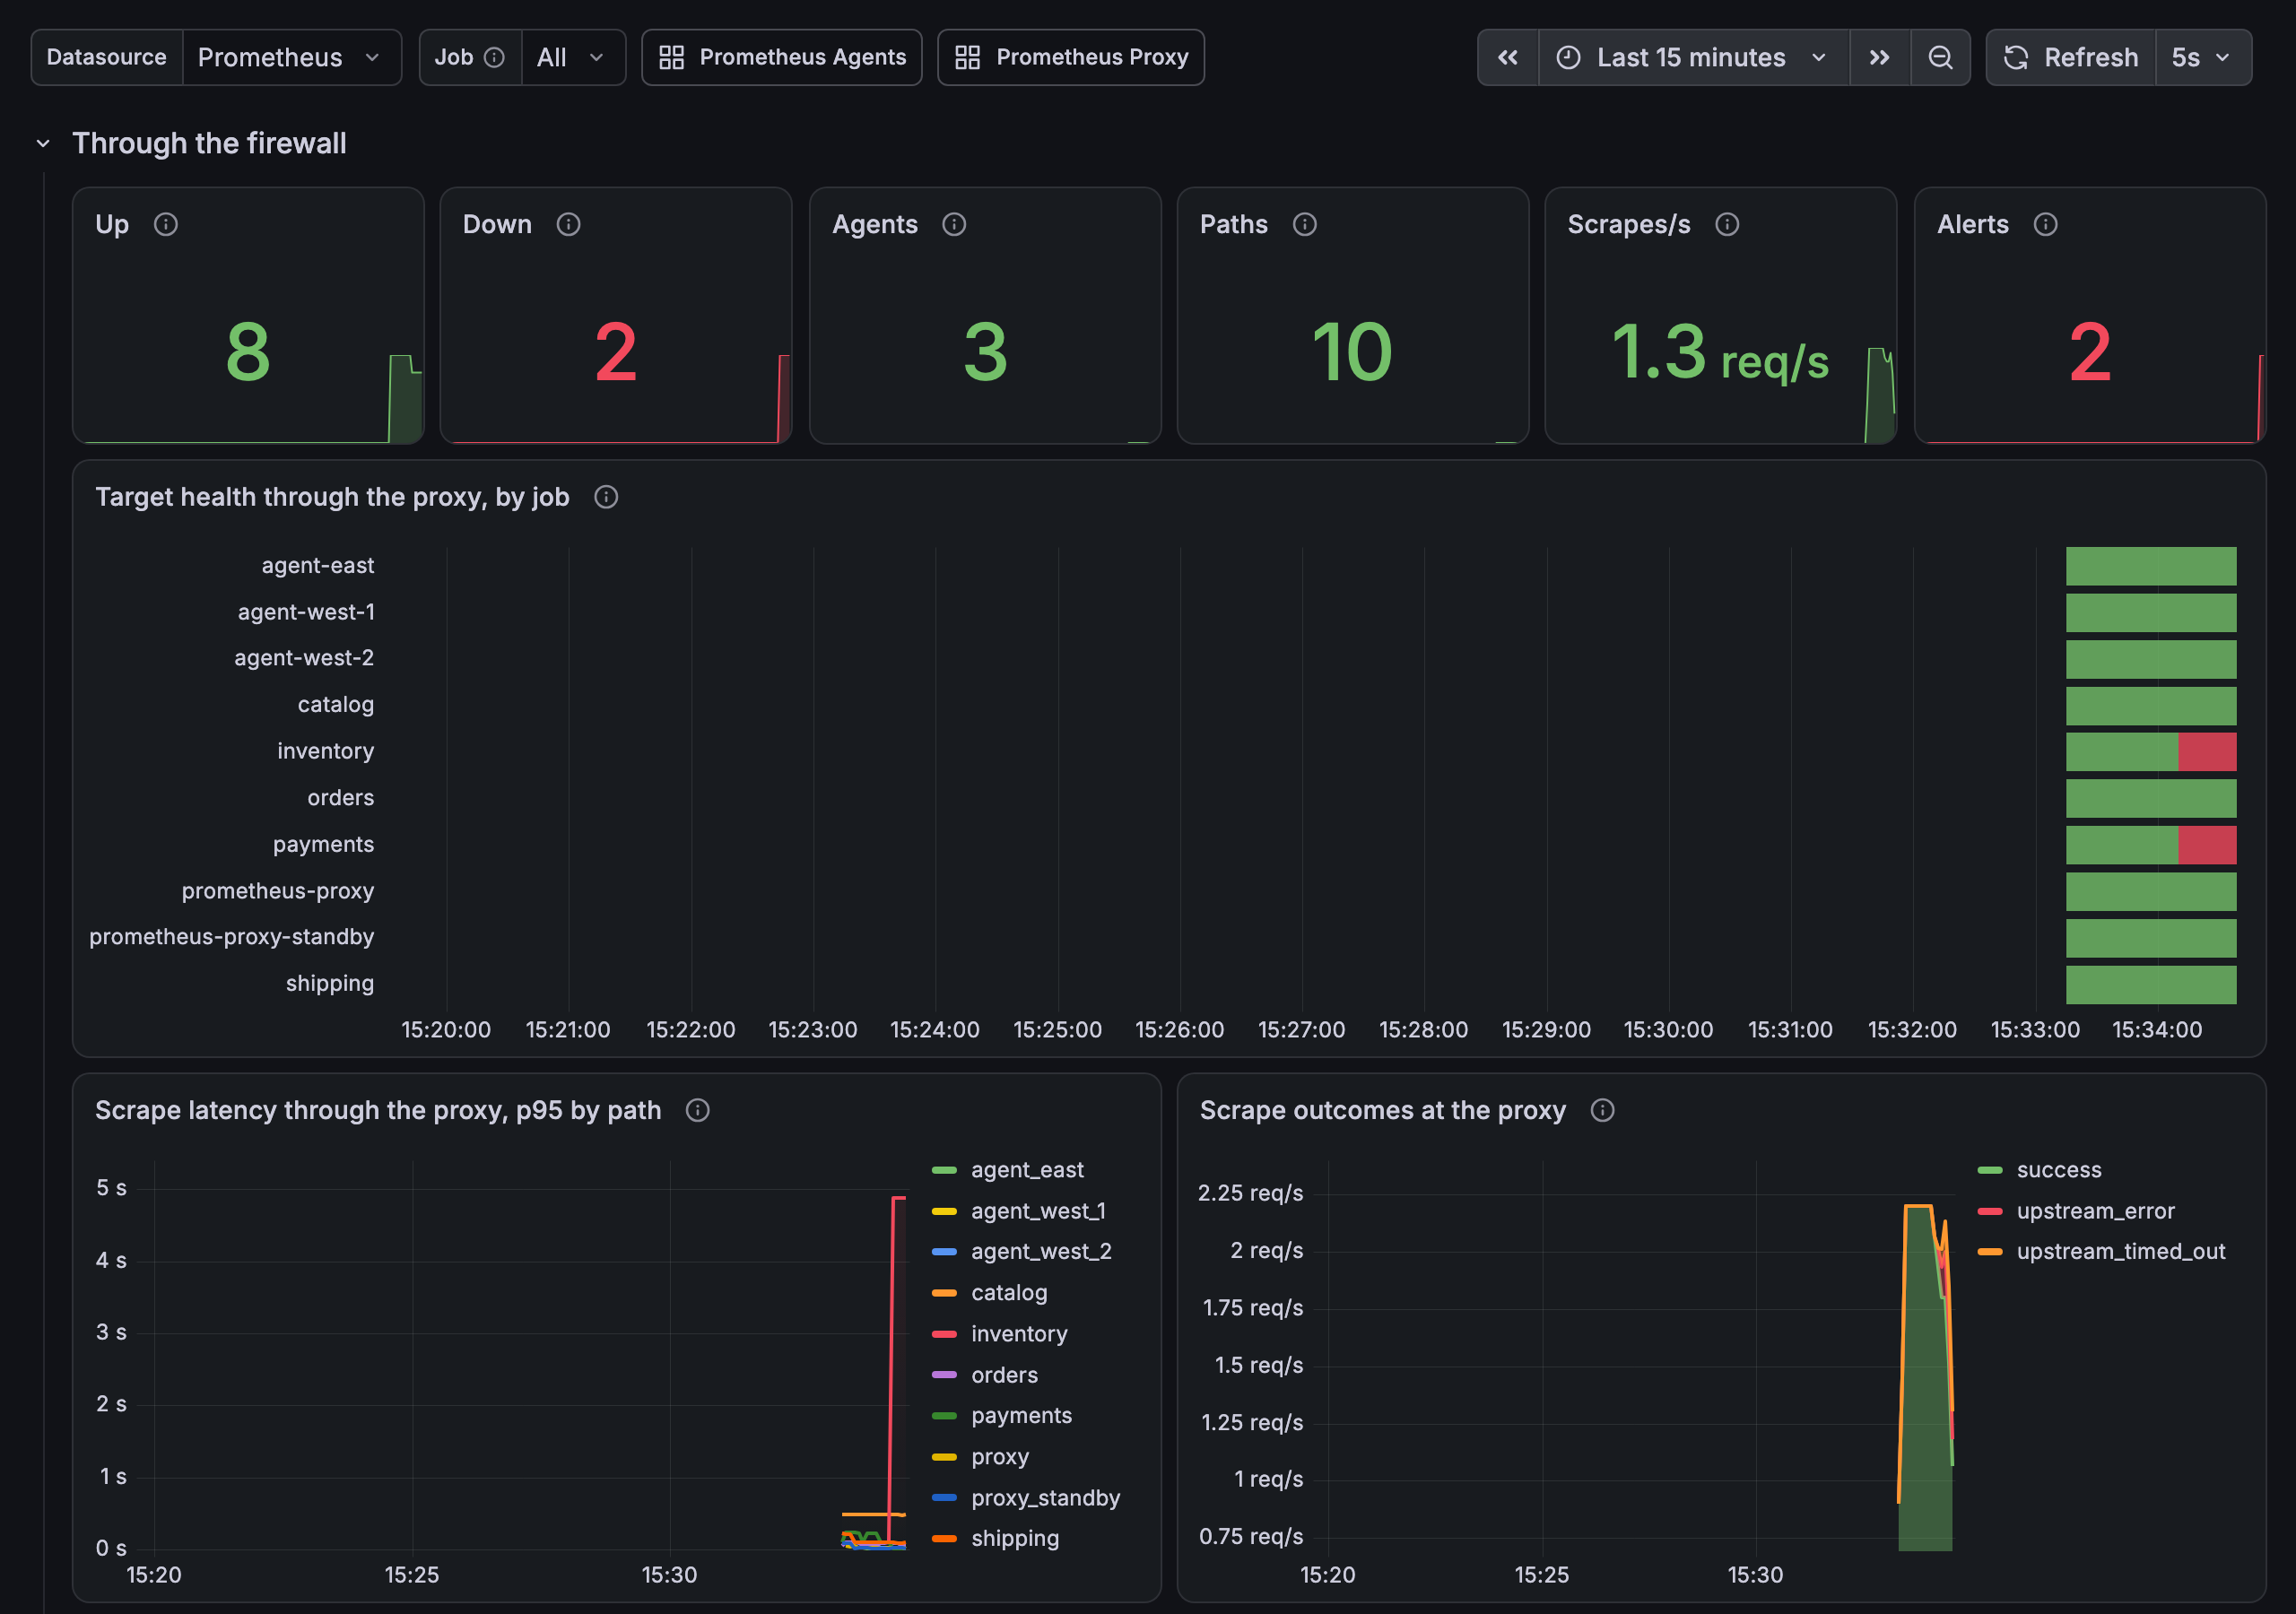 Datasource Prometheus Job All Prometheus Agents Prometheus Proxy Last 15 minutes Refresh 5s
Through the firewall
Up Down Agents Paths Scrapes/s Alerts
8 2 3 10 1.3 req/s 2
Target health through the proxy, by job
agent-east
agent-west-1
agent-west-2
catalog
inventory
orders
payments
prometheus-proxy
prometheus-proxy-standby
shipping
15:20:00 15:21:00 15:22:00 15:23:00 15:24:00 15:25:00 15:26:00 15:27:00 15:28:00 15:29:00 15:30:00 15:31:00 15:32:00 15:33:00 15:34:00
Scrape latency through the proxy, p95 by path
5 s
4 s
3 s
2 s
1 s
0 s
15:20 15:25 15:30
agent_east
agent_west_1
agent_west_2
catalog
inventory
orders
payments
proxy
proxy_standby
shipping
Scrape outcomes at the proxy
2.25 req/s
2 req/s
1.75 req/s
1.5 req/s
1.25 req/s
1 req/s
0.75 req/s
15:20 15:25 15:30
success
upstream_error
upstream_timed_out